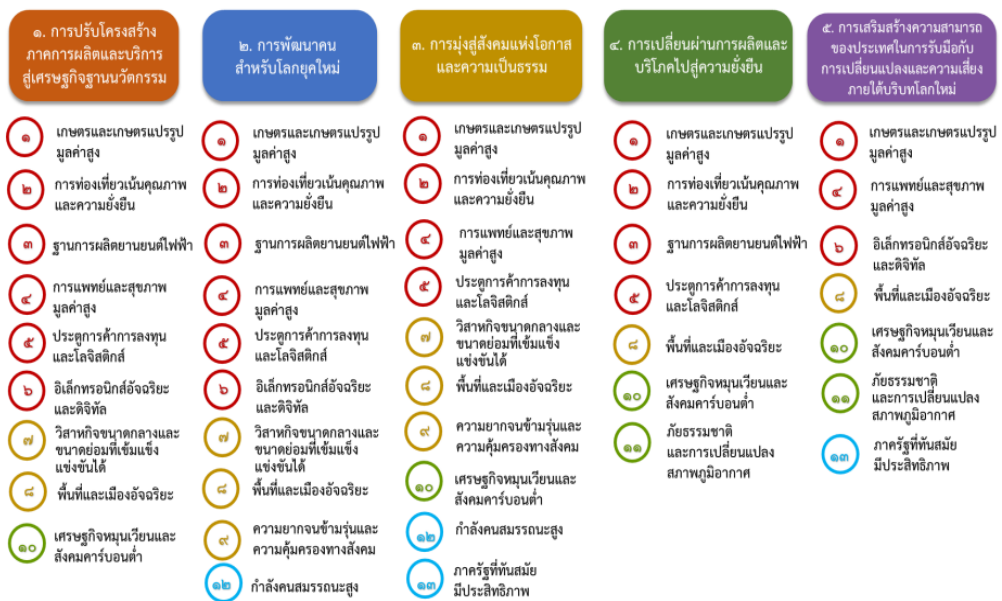 ๑. การปรับโครงสร้าง
ภาคการผลิตและบริการ
สู่เศรษฐกิจฐานนวัตกรรม
๑
เกษตรและเกษตรแปรรูป
มูลค่าสูง
๒
การท่องเที่ยวเน้นคุณภาพ
และความยั่งยืน
๓
ฐานการผลิตยานยนต์ไฟฟ้า
๔
การแพทย์และสุขภาพ
มูลค่าสูง
๕
ประตูการค้าการลงทุน
และโลจิสติกส์
๖
อิเล็กทรอนิกส์อัจฉริยะ
และดิจิทัล
๗
วิสาหกิจขนาดกลางและ
ขนาดย่อมที่เข้มแข็ง
แข่งขันได้
๘
พื้นที่และเมืองอัจฉริยะ
๑๐
เศรษฐกิจหมุนเวียนและ
สังคมคาร์บอนต่ำ
๒. การพัฒนาคน
สำหรับโลกยุคใหม่
๑
เกษตรและเกษตรแปรรูป
มูลค่าสูง
๒
การท่องเที่ยวเน้นคุณภาพ
และความยั่งยืน
๓
ฐานการผลิตยานยนต์ไฟฟ้า
๔
การแพทย์และสุขภาพ
มูลค่าสูง
๕
ประตูการค้าการลงทุน
และโลจิสติกส์
๖
อิเล็กทรอนิกส์อัจฉริยะ
และดิจิทัล
๗
วิสาหกิจขนาดกลางและ
ขนาดย่อมที่เข้มแข็ง
แข่งขันได้
๘
พื้นที่และเมืองอัจฉริยะ
๙
ความยากจนข้ามรุ่นและ
ความคุ้มครองทางสังคม
๑๒
กำลังคนสมรรถนะสูง
๓. การมุ่งสู่สังคมแห่งโอกาส
และความเป็นธรรม
๑
เกษตรและเกษตรแปรรูป
มูลค่าสูง
๒
การท่องเที่ยวเน้นคุณภาพ
และความยั่งยืน
๔
การแพทย์และสุขภาพ
มูลค่าสูง
๕
ประตูการค้าการลงทุน
และโลจิสติกส์
๗
วิสาหกิจขนาดกลางและ
ขนาดย่อมที่เข้มแข็ง
แข่งขันได้
๘
พื้นที่และเมืองอัจฉริยะ
๙
ความยากจนข้ามรุ่นและ
ความคุ้มครองทางสังคม
๑๐
เศรษฐกิจหมุนเวียนและ
สังคมคาร์บอนต่ำ
๑๒
กำลังคนสมรรถนะสูง
๑๓
ภาครัฐที่ทันสมัย
มีประสิทธิภาพ
๔. การเปลี่ยนผ่านการผลิตและ
บริโภคไปสู่ความยั่งยืน
๑
เกษตรและเกษตรแปรรูป
มูลค่าสูง
๒
การท่องเที่ยวเน้นคุณภาพ
และความยั่งยืน
๓
ฐานการผลิตยานยนต์ไฟฟ้า
๕
ประตูการค้าการลงทุน
และโลจิสติกส์
๘
พื้นที่และเมืองอัจฉริยะ
๑๐
เศรษฐกิจหมุนเวียนและ
สังคมคาร์บอนต่ำ
๑๑
ภัยธรรมชาติ
และการเปลี่ยนแปลง
สภาพภูมิอากาศ
๕. การเสริมสร้างความสามารถ
ของประเทศในการรับมือกับ
การเปลี่ยนแปลงและความเสี่ยง
ภายใต้บริบทโลกใหม่
๑
เกษตรและเกษตรแปรรูป
มูลค่าสูง
๔
การแพทย์และสุขภาพ
มูลค่าสูง
๖
อิเล็กทรอนิกส์อัจฉริยะ
และดิจิทัล
๘
พื้นที่และเมืองอัจฉริยะ
๑๐
เศรษฐกิจหมุนเวียนและ
สังคมคาร์บอนต่ำ
๑๑
ภัยธรรมชาติ
และการเปลี่ยนแปลง
สภาพภูมิอากาศ
๑๓
ภาครัฐที่ทันสมัย
มีประสิทธิภาพ